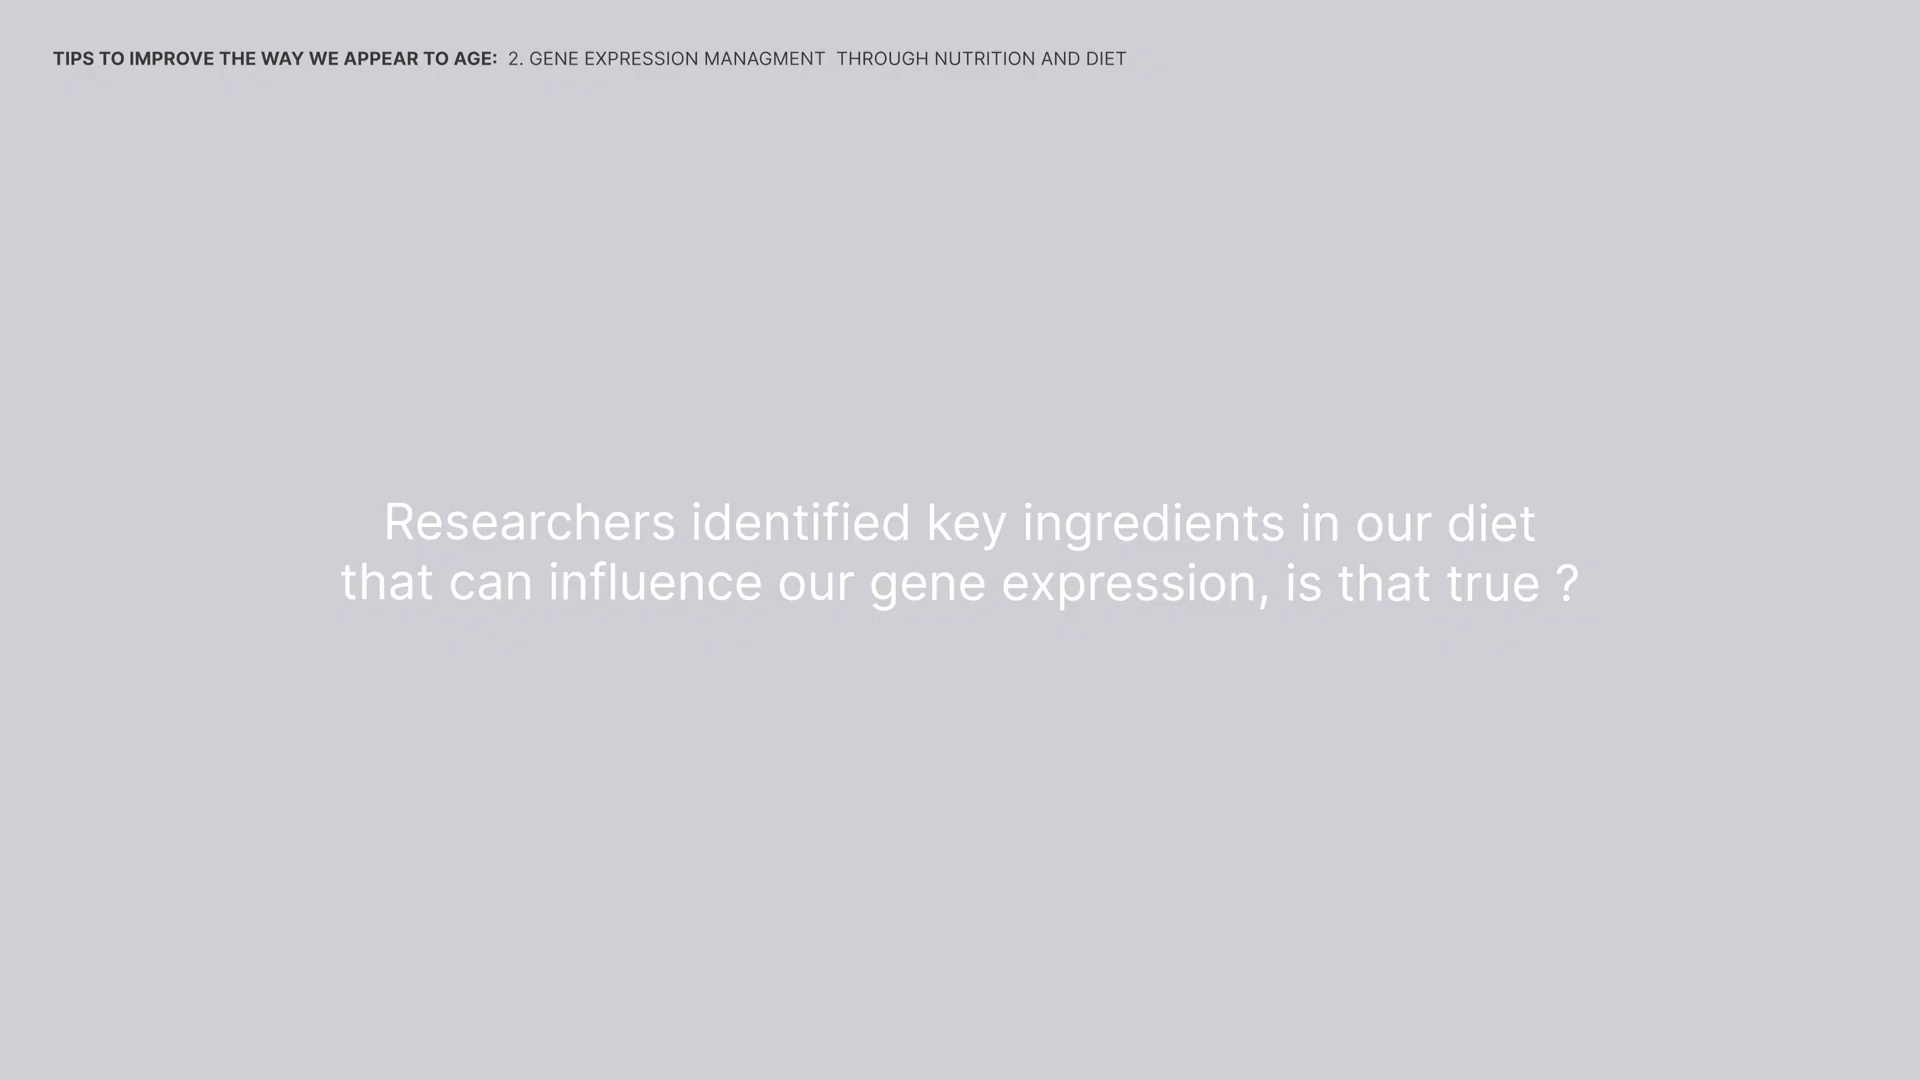 TIPS TO IMPROVE THE WAY WE APPEAR TO AGE: 2. GENE EXPRESSION MANAGMENT THROUGH NUTRITION AND DIET
Researchers identified key ingredients in our diet
that can influence our gene expression, is that true ?